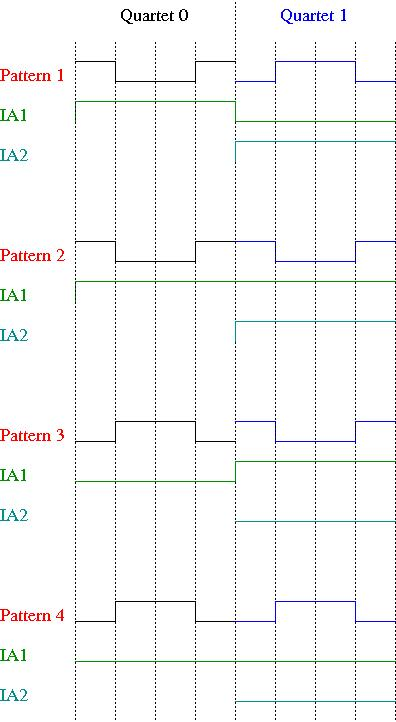 Quartet 0 Quartet 1
Pattern 1
IA1
IA2
Pattern 2
IA1
IA2
Pattern 3
IA1
IA2
Pattern 4
IA1
IA2